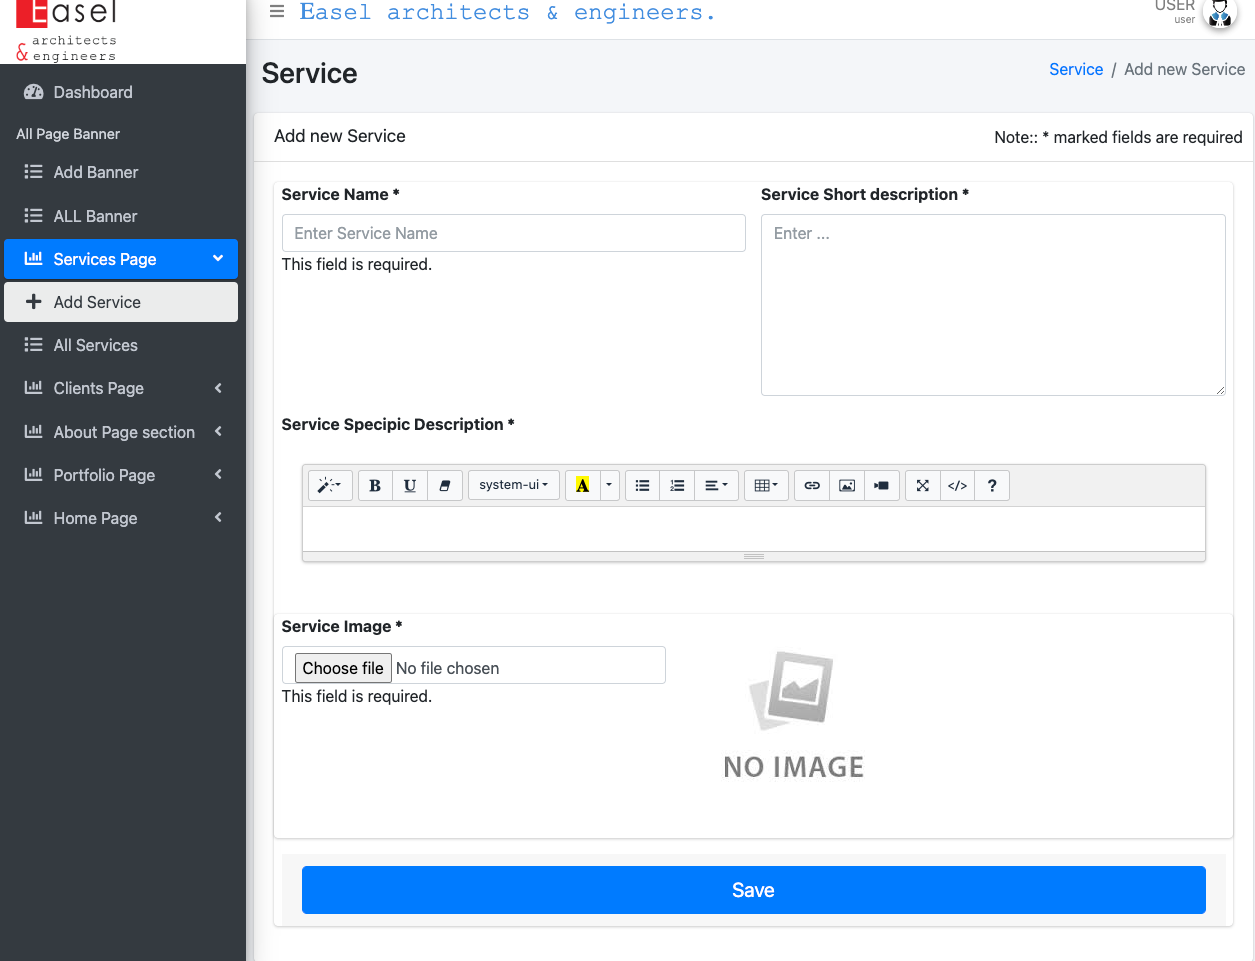 Easel
architects
& engineers
Easel architects & engineers.
USER
user
Dashboard
All Page Banner
Add Banner
ALL Banner
Services Page
Add Service
All Services
Clients Page
About Page section
Portfolio Page
Home Page
Service
Service / Add new Service
Add new Service
Note:: * marked fields are required
Service Name *
Enter Service Name
This field is required.
Service Short description *
Enter ...
Service Specipic Description *
B U system-ui A </> ?
Service Image *
Choose file No file chosen
This field is required.
NO IMAGE
Save